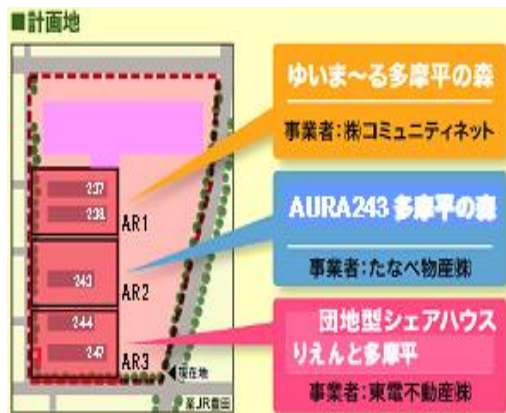 ■計画地
ゆいま～る多摩平の森
事業者：㈱コミュニティネット
237
238
AR1
AURA243 多摩平の森
事業者：たなべ物産㈱
243
AR2
団地型シェアハウス
りえんと多摩平
事業者：東電不動産㈱
244
247
AR3
現在地
至JR豊田